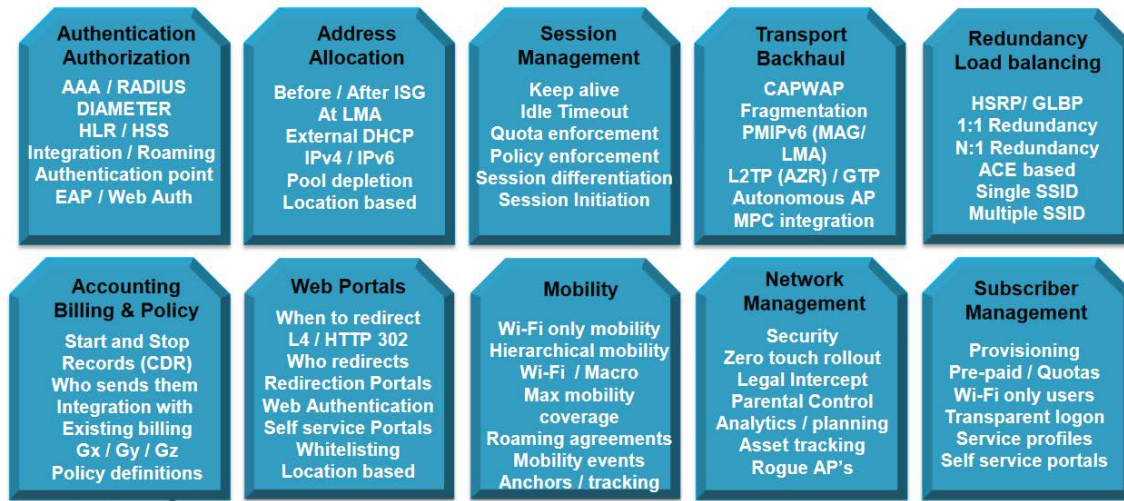 Authentication
Authorization
AAA / RADIUS
DIAMETER
HLR / HSS
Integration / Roaming
Authentication point
EAP / Web Auth
Address
Allocation
Before / After ISG
At LMA
External DHCP
IPv4 / IPv6
Pool depletion
Location based
Session
Management
Keep alive
Idle Timeout
Quota enforcement
Policy enforcement
Session differentiation
Session Initiation
Transport
Backhaul
CAPWAP
Fragmentation
PMIPv6 (MAG/
LMA)
L2TP (AZR) / GTP
Autonomous AP
MPC integration
Redundancy
Load balancing
HSRP/ GLBP
1:1 Redundancy
N:1 Redundancy
ACE based
Single SSID
Multiple SSID
Accounting
Billing & Policy
Start and Stop
Records (CDR)
Who sends them
Integration with
Existing billing
Gx / Gy / Gz
Policy definitions
Web Portals
When to redirect
L4 / HTTP 302
Who redirects
Redirection Portals
Web Authentication
Self service Portals
Whitelisting
Location based
Mobility
Wi-Fi only mobility
Hierarchical mobility
Wi-Fi / Macro
Max mobility
coverage
Roaming agreements
Mobility events
Anchors / tracking
Network
Management
Security
Zero touch rollout
Legal Intercept
Parental Control
Analytics / planning
Asset tracking
Rogue AP's
Subscriber
Management
Provisioning
Pre-paid / Quotas
Wi-Fi only users
Transparent logon
Service profiles
Self service portals